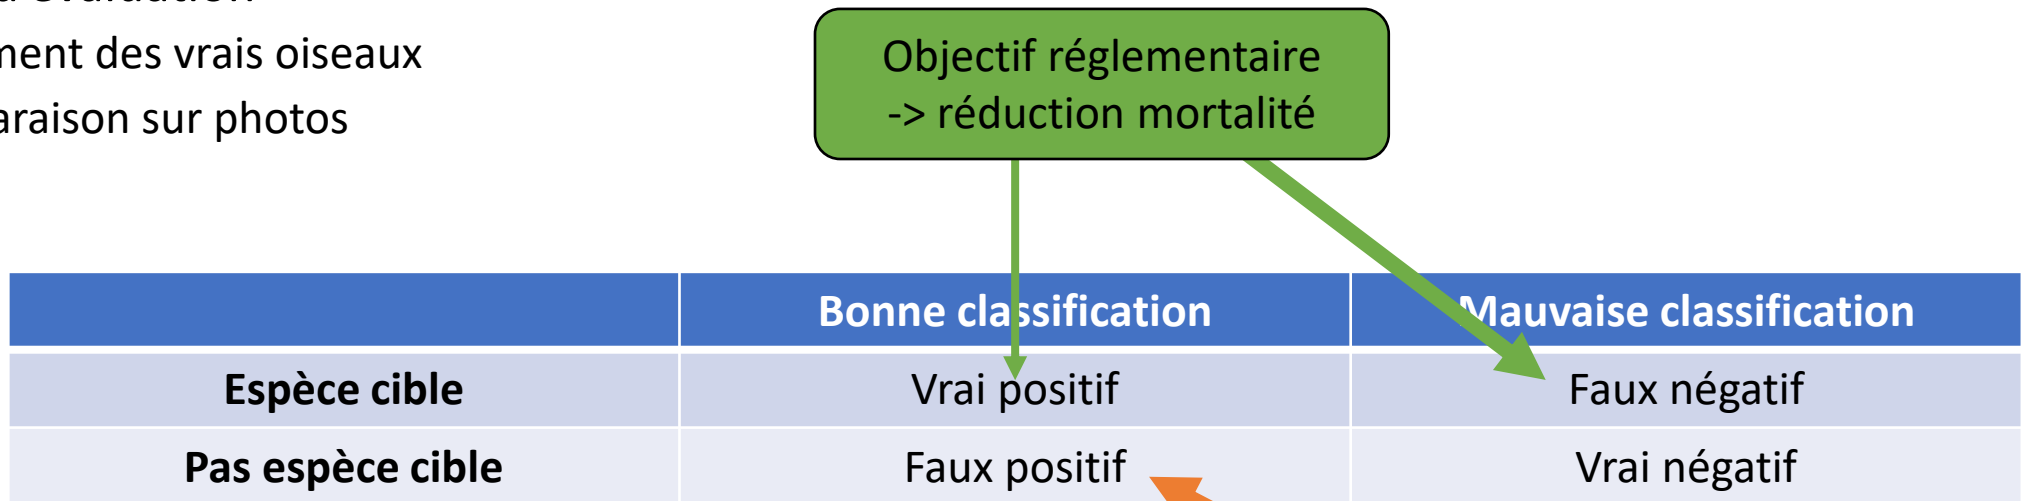 ment des vrais oiseaux
araison sur photos
Objectif réglementaire
-> réduction mortalité
Bonne classification Mauvaise classification
Espèce cible Vrai positif Faux négatif
Pas espèce cible Faux positif Vrai négatif